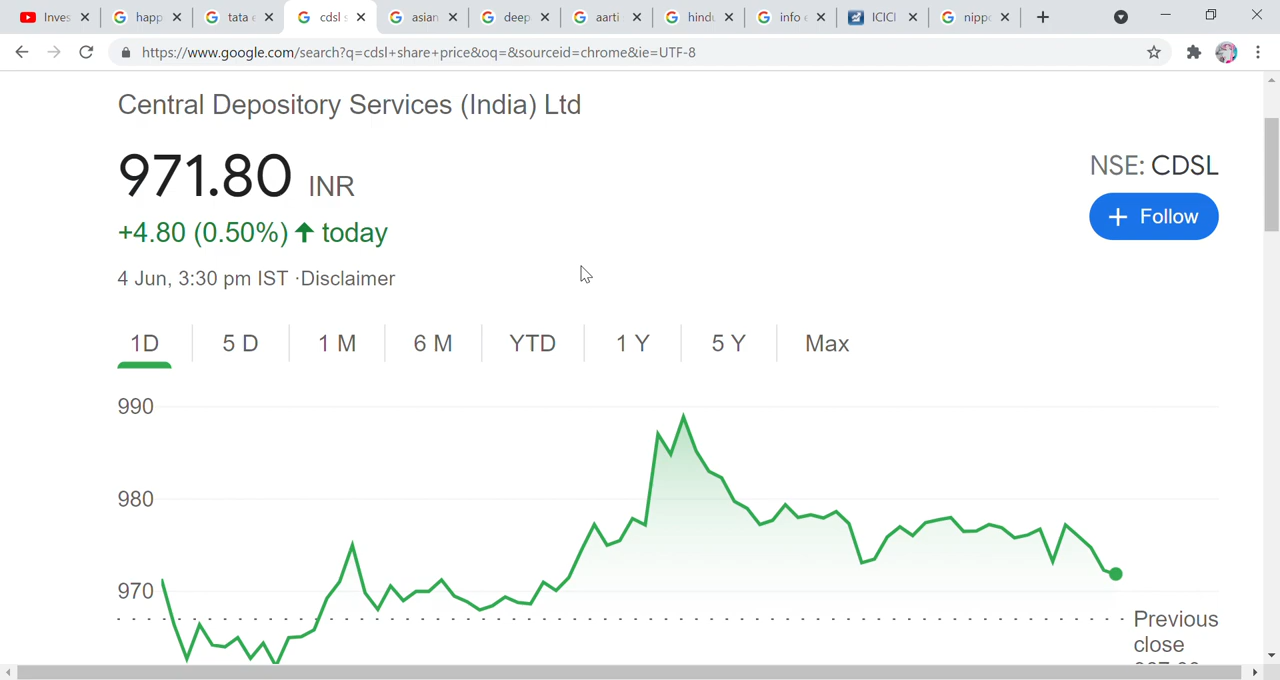 Inves
happ
tata e
cdsl s
asian
deep
aarti
hindu
info e
ICICI
nippo
https://www.google.com/search?q=cdsl+share+price&oq=&sourceid=chrome&ie=UTF-8
Central Depository Services (India) Ltd
971.80 INR
NSE: CDSL
+ Follow
+4.80 (0.50%) today
4 Jun, 3:30 pm IST ·Disclaimer
1D 5 D 1 M 6 M YTD 1 Y 5 Y Max
990
980
970
Previous
close